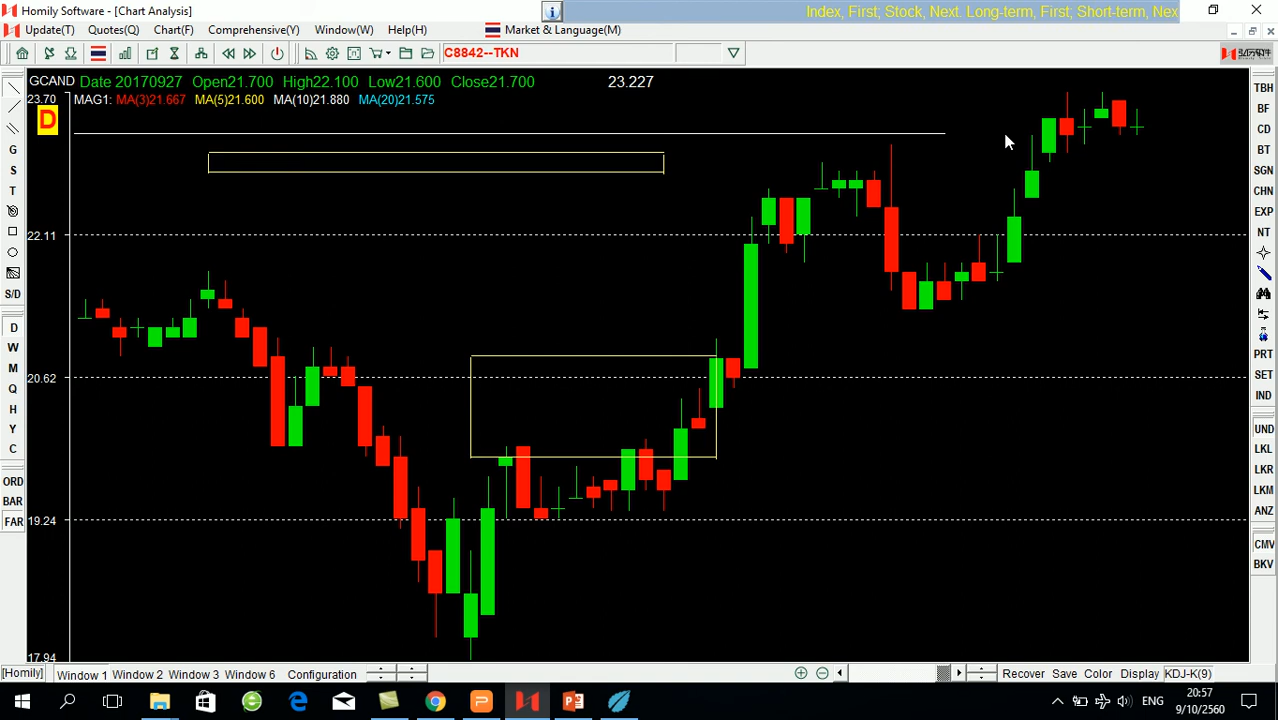 Homily Software - [Chart Analysis]
Index, First; Stock, Next. Long-term, First; Short-term, Nex
Update(T) Quotes(Q) Chart(F) Comprehensive(Y) Window(W) Help(H) Market & Language(M)
C8842--TKN
GCAND Date 20170927 Open21.700 High22.100 Low21.600 Close21.700 23.227
23.70 MAG1: MA(3)21.667 MA(5)21.600 MA(10)21.880 MA(20)21.575
D
22.11
20.62
19.24
17.94
G
S
T
S/D
D
W
M
Q
H
Y
C
ORD
BAR
FAR
TBH
BF
CD
BT
SGN
CHN
EXP
NT
PRT
SET
IND
UND
LKL
LKR
LKM
ANZ
CMV
BKV
[Homily] Window 1 Window 2 Window 3 Window 6 Configuration Recover Save Color Display KDJ-K(9)
ENG
20:57
9/10/2560